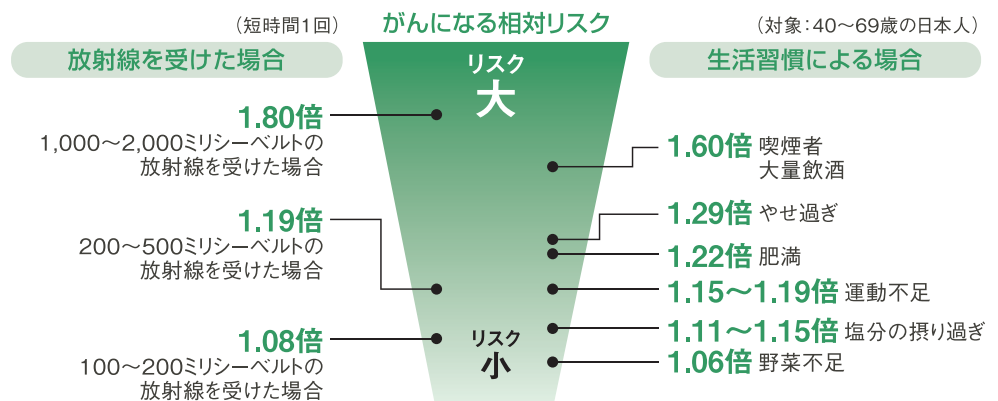 がんになる相対リスク
（短時間1回）
放射線を受けた場合
1.80倍
1,000〜2,000ミリシーベルトの
放射線を受けた場合
1.19倍
200〜500ミリシーベルトの
放射線を受けた場合
1.08倍
100〜200ミリシーベルトの
放射線を受けた場合
リスク
大
リスク
小
（対象：40〜69歳の日本人）
生活習慣による場合
1.60倍 喫煙者
大量飲酒
1.29倍 やせ過ぎ
1.22倍 肥満
1.15〜1.19倍 運動不足
1.11〜1.15倍 塩分の摂り過ぎ
1.06倍 野菜不足